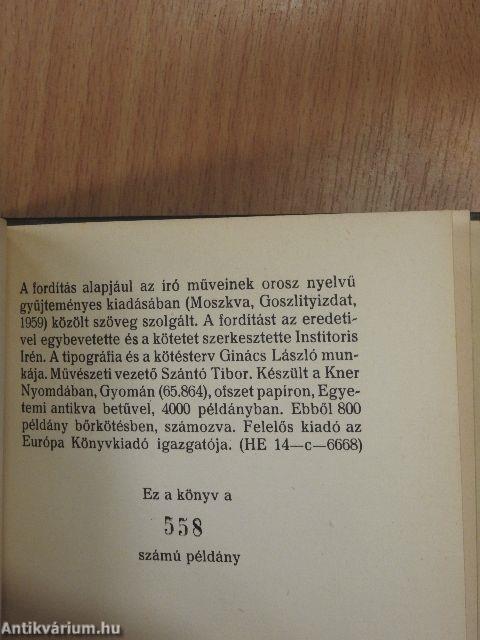 A fordítás alapjául az író műveinek orosz nyelvű
gyűjteményes kiadásában (Moszkva, Goszlityizdat,
1959) közölt szöveg szolgált. A fordítást az eredeti-
vel egybevetette és a kötetet szerkesztette Institoris
Irén. A tipográfia és a kötésterv Ginács László mun-
kája. Művészeti vezető Szántó Tibor. Készült a Kner
Nyomdában, Gyomán (65.864), ofszet papíron, Egye-
temi antikva betűvel, 4000 példányban. Ebből 800
példány bőrkötésben, számozva. Felelős kiadó az
Európa Könyvkiadó igazgatója. (HE 14—c—6668)
Ez a könyv a
558
számú példány
Antikvárium.hu